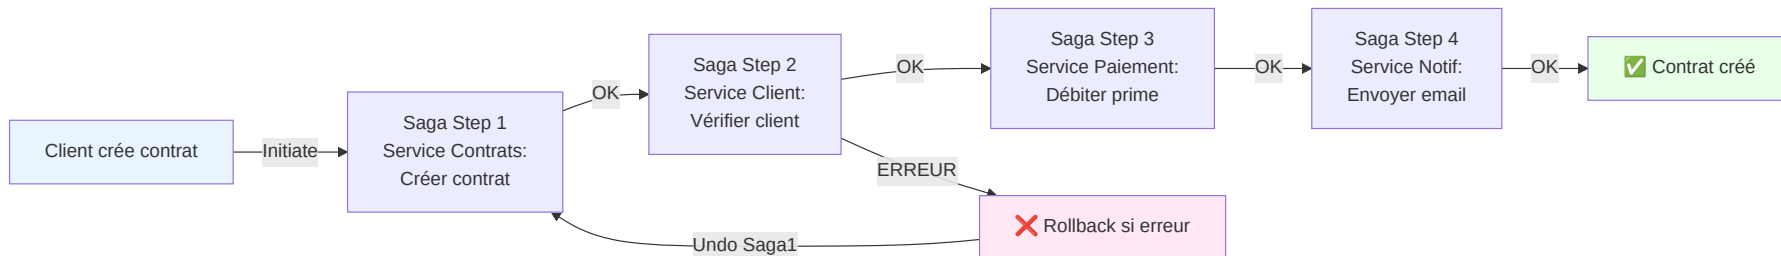 Client crée contrat
Initiate
Saga Step 1
Service Contrats:
Créer contrat
OK
Saga Step 2
Service Client:
Vérifier client
OK
Saga Step 3
Service Paiement:
Débiter prime
OK
Saga Step 4
Service Notif:
Envoyer email
OK
✅ Contrat créé
ERREUR
❌ Rollback si erreur
Undo Saga1